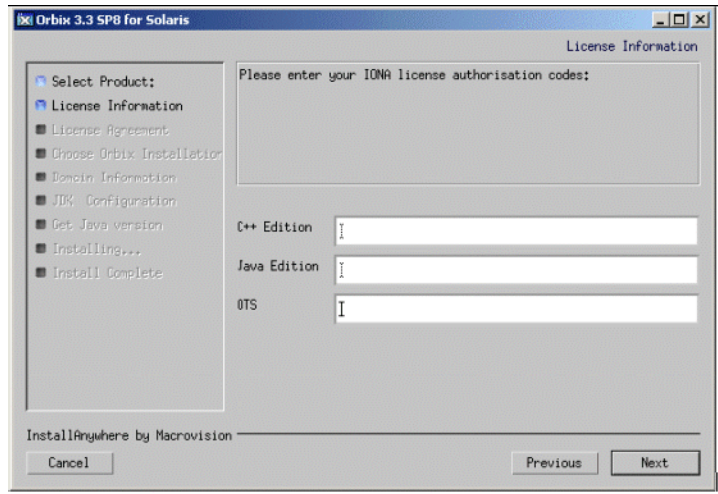 Orbix 3.3 SP8 for Solaris
License Information
Select Product:
License Information
License Agreement
Choose Orbix Installation
Domain Information
JDK Configuration
Get Java version
Installing...
Install Complete
Please enter your IONA license authorisation codes:
C++ Edition
Java Edition
OTS
InstallAnywhere by Macrovision
Cancel
Previous
Next